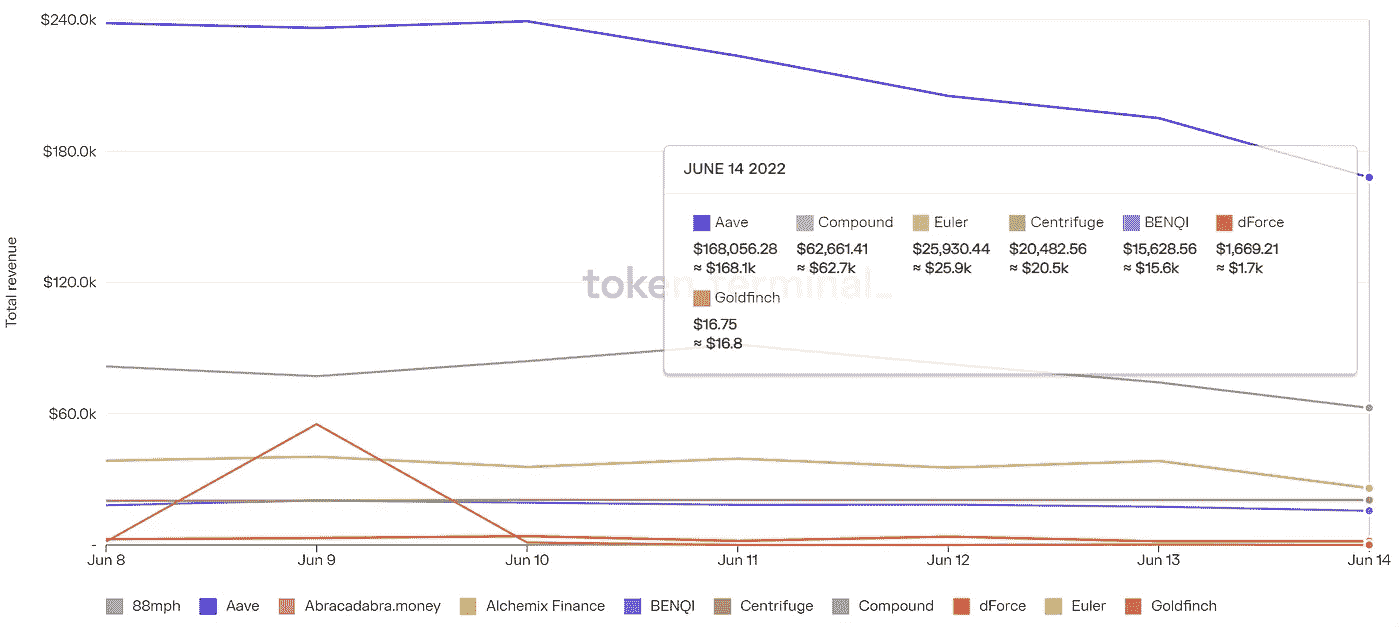 $240.0k
$180.0k
$120.0k
$60.0k
-
Total revenue
token terminal_
JUNE 14 2022
Aave Compound Euler Centrifuge BENQI dForce
$168,056.28 $62,661.41 $25,930.44 $20,482.56 $15,628.56 $1,669.21
≈ $168.1k ≈ $62.7k ≈ $25.9k ≈ $20.5k ≈ $15.6k ≈ $1.7k
Goldfinch
$16.75
≈ $16.8
Jun 8 Jun 9 Jun 10 Jun 11 Jun 12 Jun 13 Jun 14
88mph Aave Abracadabra.money Alchemix Finance BENQI Centrifuge Compound dForce Euler Goldfinch